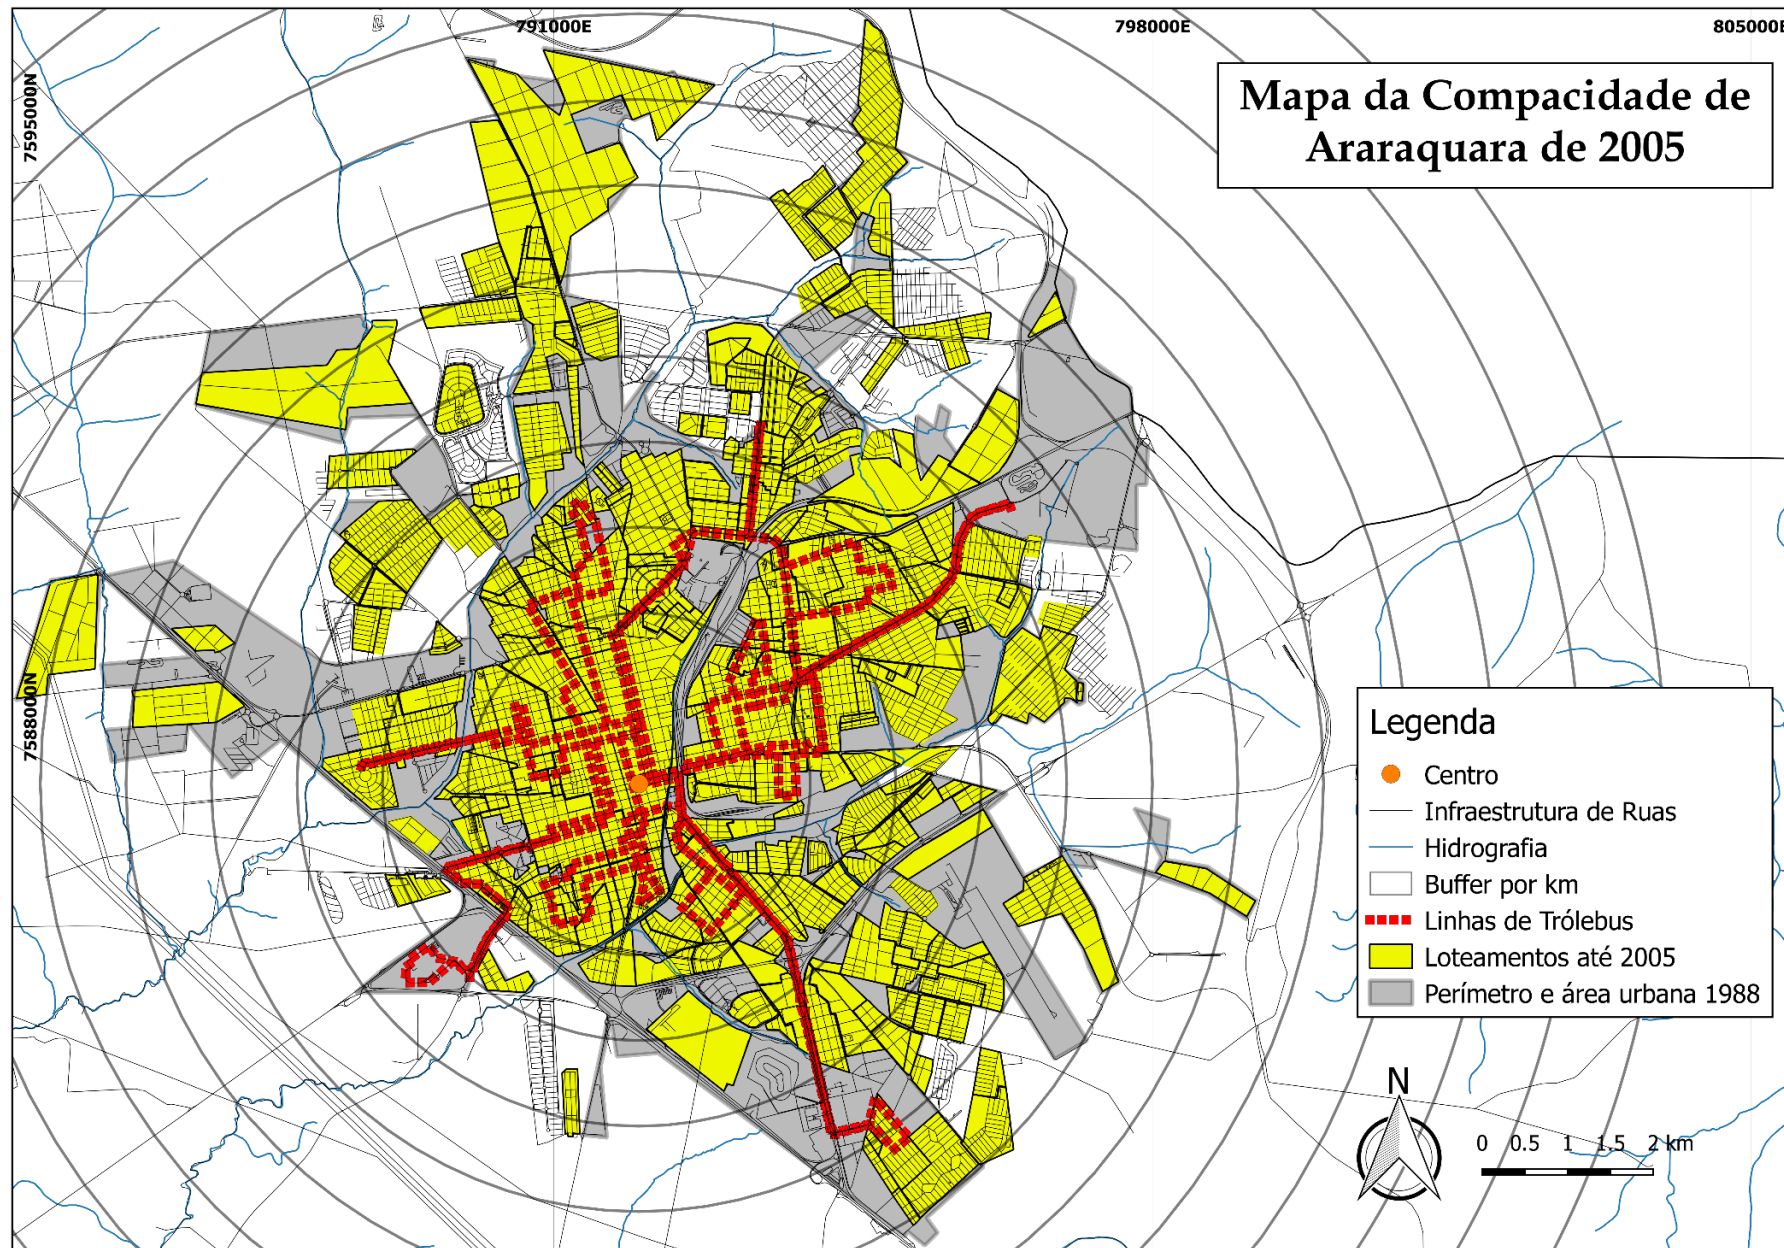 791000E
798000E
805000E
7595000N
Mapa da Compacidade de
Araraquara de 2005
7588000N
Legenda
Centro
Infraestrutura de Ruas
Hidrografia
Buffer por km
Linhas de Trólebus
Loteamentos até 2005
Perímetro e área urbana 1988
N
0 0.5 1 1.5 2 km